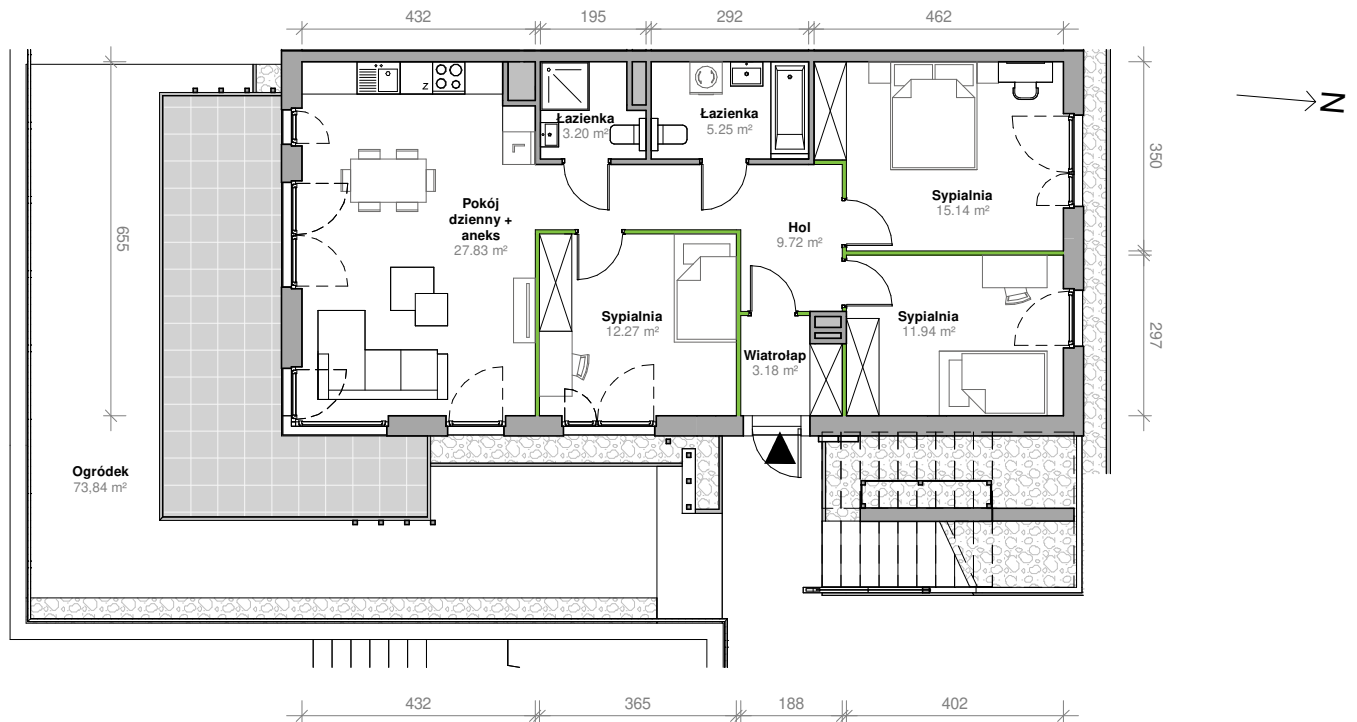 432
195
292
462
N
Łazienka
3.20 m²
Łazienka
5.25 m²
z
L
350
Sypialnia
15.14 m²
Pokój
dzienny +
aneks
27.83 m²
Hol
9.72 m²
655
Sypialnia
12.27 m²
Sypialnia
11.94 m²
297
Wiatrołap
3.18 m²
Ogródek
73,84 m²
432
365
188
402